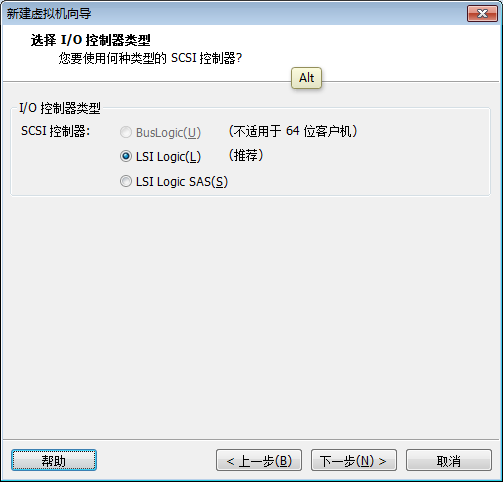 新建虚拟机向导
选择 I/O 控制器类型
您要使用何种类型的 SCSI 控制器?
Alt
I/O 控制器类型
SCSI 控制器:
BusLogic(U) (不适用于 64 位客户机)
LSI Logic(L) (推荐)
LSI Logic SAS(S)
帮助 < 上一步(B) 下一步(N) > 取消